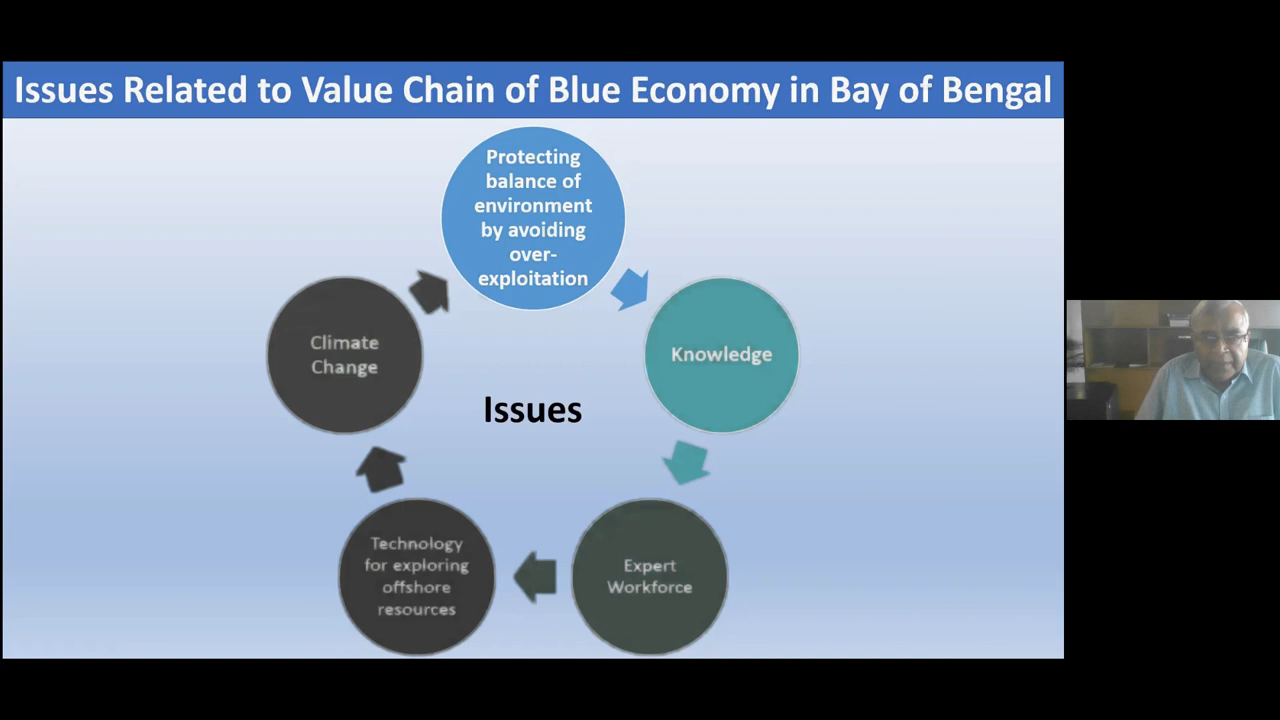 Issues Related to Value Chain of Blue Economy in Bay of Bengal
Protecting
balance of
environment
by avoiding
over-
exploitation
Knowledge
Expert
Workforce
Technology
for exploring
offshore
resources
Climate
Change
Issues